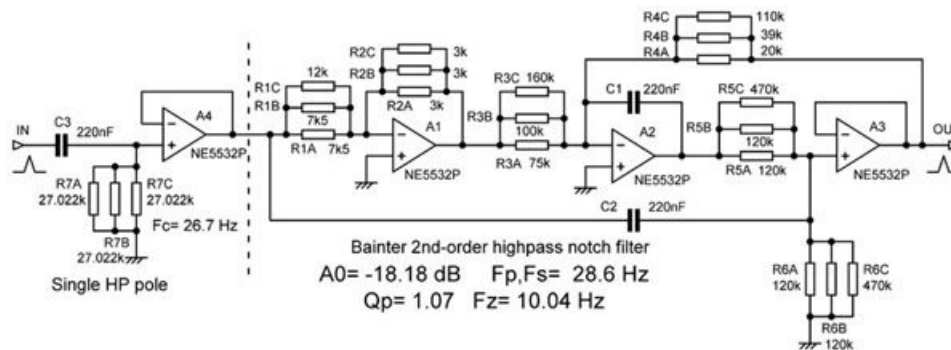 R4C 110k
R4B 39k
R4A 20k
R2C 3k
R2B 3k
R2A 3k
R1C 12k
R1B 7k5
R1A 7k5
R3C 160k
R3B 100k
R3A 75k
C1 220nF
R5C 470k
R5B 120k
R5A 120k
A4
NE5532P
A1
NE5532P
A2
NE5532P
A3
NE5532P
IN
C3
220nF
OU
R7A
27.022k
R7C
27.022k
R7B
27.022k
Fc= 26.7 Hz
Single HP pole
C2 220nF
Bainter 2nd-order highpass notch filter
A0= -18.18 dB Fp,Fs= 28.6 Hz
Qp= 1.07 Fz= 10.04 Hz
R6A
120k
R6C
470k
R6B
120k